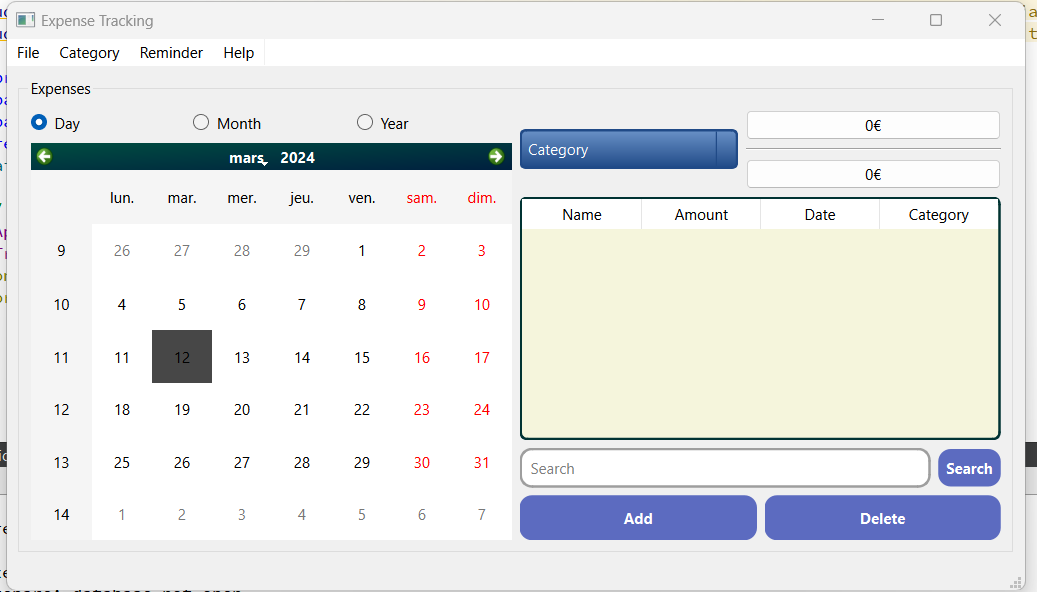 Expense Tracking
File Category Reminder Help
Expenses
Day Month Year
mars 2024
lun. mar. mer. jeu. ven. sam. dim.
9 26 27 28 29 1 2 3
10 4 5 6 7 8 9 10
11 11 12 13 14 15 16 17
12 18 19 20 21 22 23 24
13 25 26 27 28 29 30 31
14 1 2 3 4 5 6 7
Category
0€
0€
Name Amount Date Category
Search
Search
Add Delete